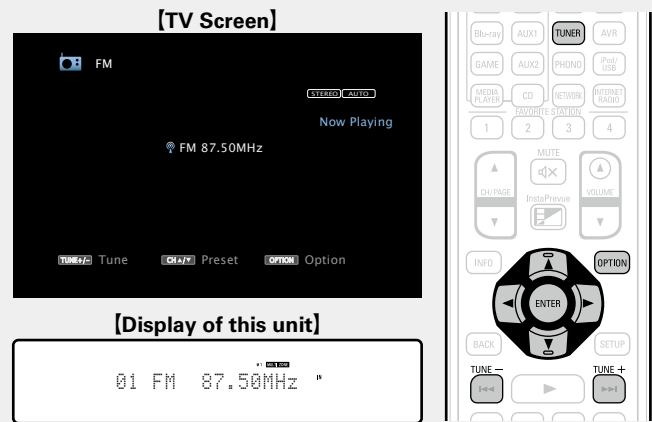 【TV Screen】
FM
STEREO AUTO
Now Playing
FM 87.50MHz
TUNE+/- Tune CH▲/▼ Preset OPTION Option
【Display of this unit】
01 FM 87.50MHz
Blu-ray AUX1 TUNER AVR
GAME AUX2 PHONO iPod/USB
MEDIA PLAYER CD NETWORK INTERNET RADIO
FAVORITE STATION
1 2 3 4
MUTE
CH/PAGE VOLUME
InstaPrevue
INFO OPTION
ENTER
BACK SETUP
TUNE – TUNE +